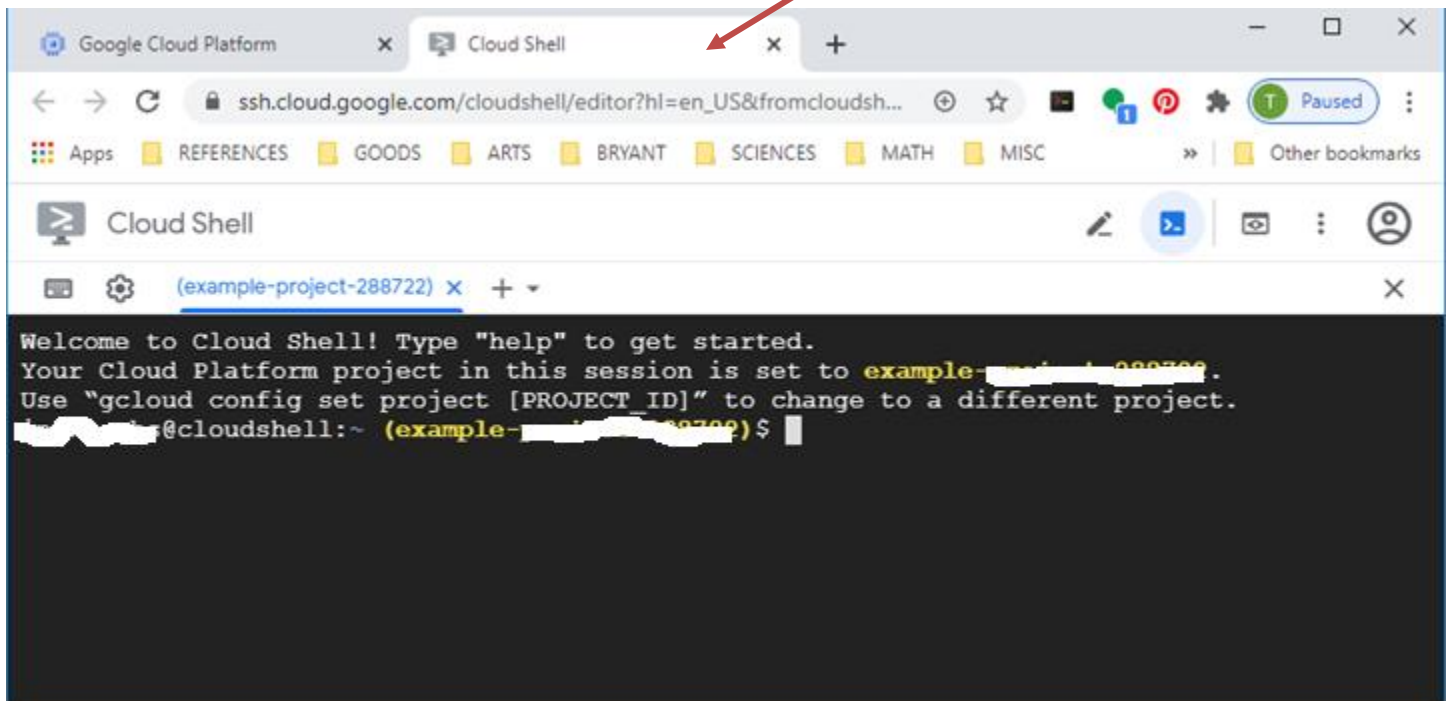 Google Cloud Platform Cloud Shell
ssh.cloud.google.com/cloudshell/editor?hl=en_US&fromcloudsh... T Paused
1
Apps REFERENCES GOODS ARTS BRYANT SCIENCES MATH MISC » Other bookmarks
Cloud Shell
(example-project-288722)
Welcome to Cloud Shell! Type "help" to get started.
Your Cloud Platform project in this session is set to example-
Use “gcloud config set project [PROJECT_ID]” to change to a different project.
@cloudshell:~ (example- )$